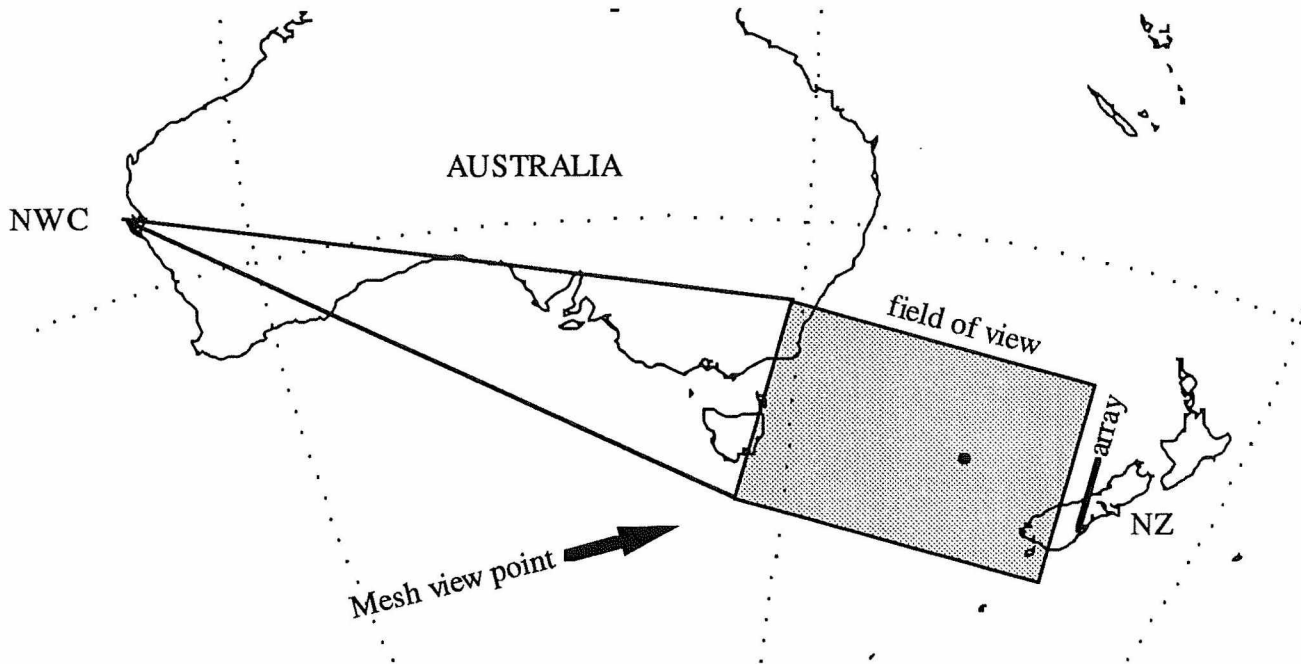 AUSTRALIA
NWC
field of view
array
NZ
Mesh view point